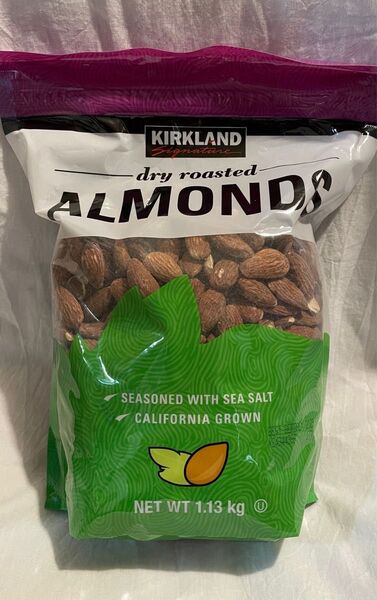 KIRKLAND
Signature
dry roasted
ALMONDS
SEASONED WITH SEA SALT
CALIFORNIA GROWN
NET WT 1.13 kg Ⓤ